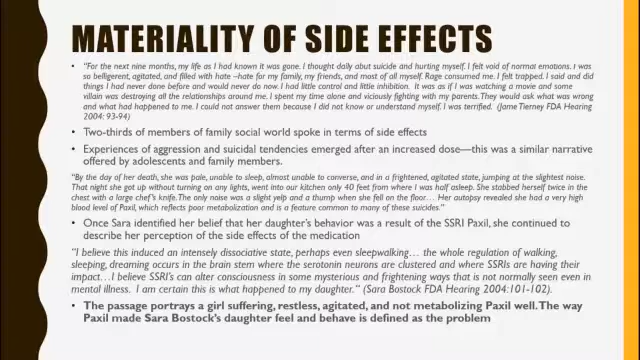 MATERIALITY OF SIDE EFFECTS
• "For the next nine months, my life as I had known it was gone. I thought daily abut suicide and hurting myself. I felt void of normal emotions. I was
so belligerent, agitated, and filled with hate –hate for my family, my friends, and most of all myself. Rage consumed me. I felt trapped. I said and did
things I had never done before and would never do now. I had little control and little inhibition. It was as if I was watching a movie and some
villain was destroying all the relationships around me. I spent my time alone and viciously fighting with my parents. They would ask what was wrong
and what had happened to me. I could not answer them because I did not know or understand myself. I was terrified. (Jame Tierney FDA Hearing
2004: 93-94)
• Two-thirds of members of family social world spoke in terms of side effects
• Experiences of aggression and suicidal tendencies emerged after an increased dose—this was a similar narrative
offered by adolescents and family members.
"By the day of her death, she was pale, unable to sleep, almost unable to converse, and in a frightened, agitated state, jumping at the slightest noise.
That night she got up without turning on any lights, went into our kitchen only 40 feet from where I was half asleep. She stabbed herself twice in the
chest with a large chef's knife. The only noise was a slight yelp and a thump when she fell on the floor… Her autopsy revealed she had a very high
blood level of Paxil, which reflects poor metabolization and is a feature common to many of these suicides."
• Once Sara identified her belief that her daughter's behavior was a result of the SSRI Paxil, she continued to
describe her perception of the side effects of the medication
"I believe this induced an intensely dissociative state, perhaps even sleepwalking… the whole regulation of walking,
sleeping, dreaming occurs in the brain stem where the serotonin neurons are clustered and where SSRIs are having their
impact…I believe SSRI's can alter consciousness in some mysterious and frightening ways that is not normally seen even in
mental illness. I am certain this is what happened to my daughter." (Sara Bostock FDA Hearing 2004:101-102).
• The passage portrays a girl suffering, restless, agitated, and not metabolizing Paxil well. The way
Paxil made Sara Bostock's daughter feel and behave is defined as the problem